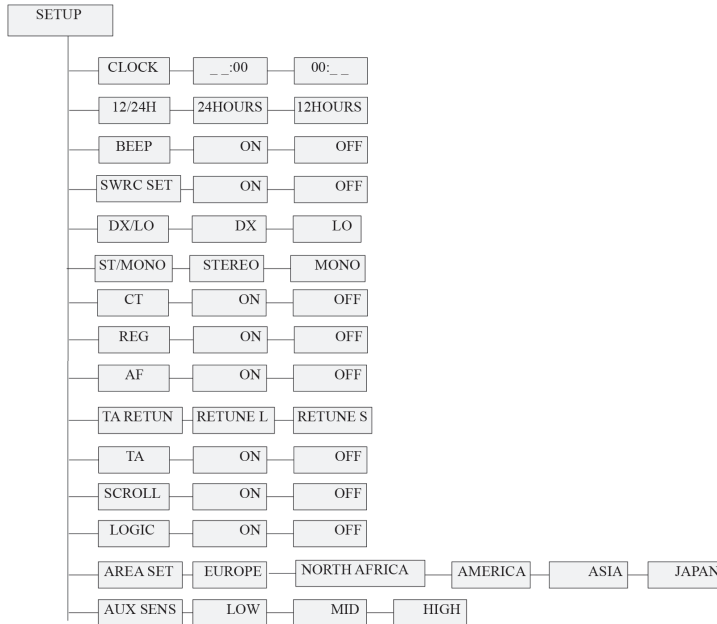 SETUP
CLOCK _ _:00 00:_ _
12/24H 24HOURS 12HOURS
BEEP ON OFF
SWRC SET ON OFF
DX/LO DX LO
ST/MONO STEREO MONO
CT ON OFF
REG ON OFF
AF ON OFF
TA RETUN RETUNE L RETUNE S
TA ON OFF
SCROLL ON OFF
LOGIC ON OFF
AREA SET EUROPE NORTH AFRICA AMERICA ASIA JAPAN
AUX SENS LOW MID HIGH